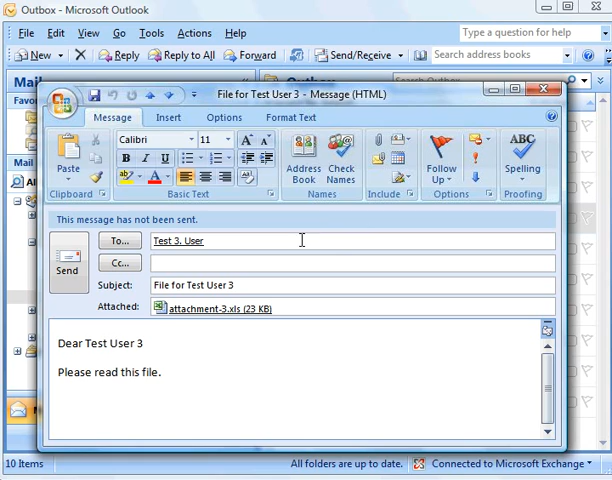 Outbox - Microsoft Outlook
File Edit View Go Tools Actions Help
Type a question for help
New Reply Reply to All Forward Send/Receive Search address books
Mail
Outbox
File for Test User 3 - Message (HTML)
Message Insert Options Format Text
Calibri 11
Paste
Address Book
Check Names
Follow Up
Spelling
Clipboard Basic Text Names Include Options Proofing
This message has not been sent.
To... Test 3. User
Cc...
Send
Subject: File for Test User 3
Attached: attachment-3.xls (23 KB)
Dear Test User 3
Please read this file.
10 Items All folders are up to date. Connected to Microsoft Exchange